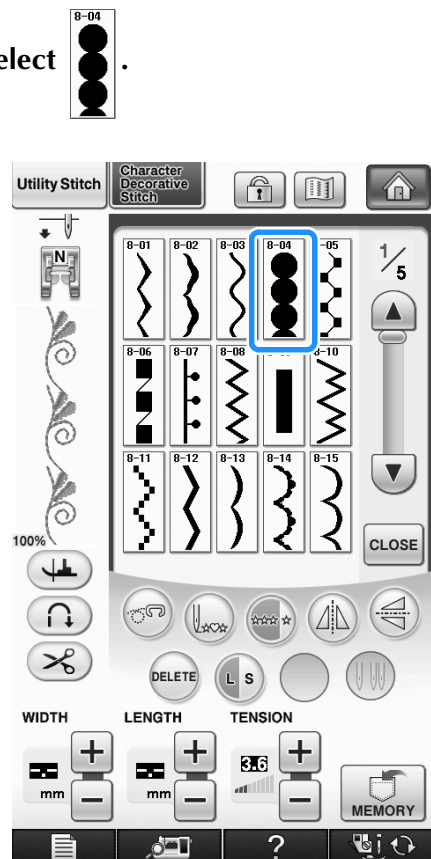 8-04
elect .
Utility Stitch
Character
Decorative
Stitch
N
8-01 8-02 8-03 8-04 -05
1/5
8-06 8-07 8-08 8-10
8-11 8-12 8-13 8-14 8-15
100%
CLOSE
DELETE
L S
WIDTH LENGTH TENSION
3.6
mm mm
MEMORY
?